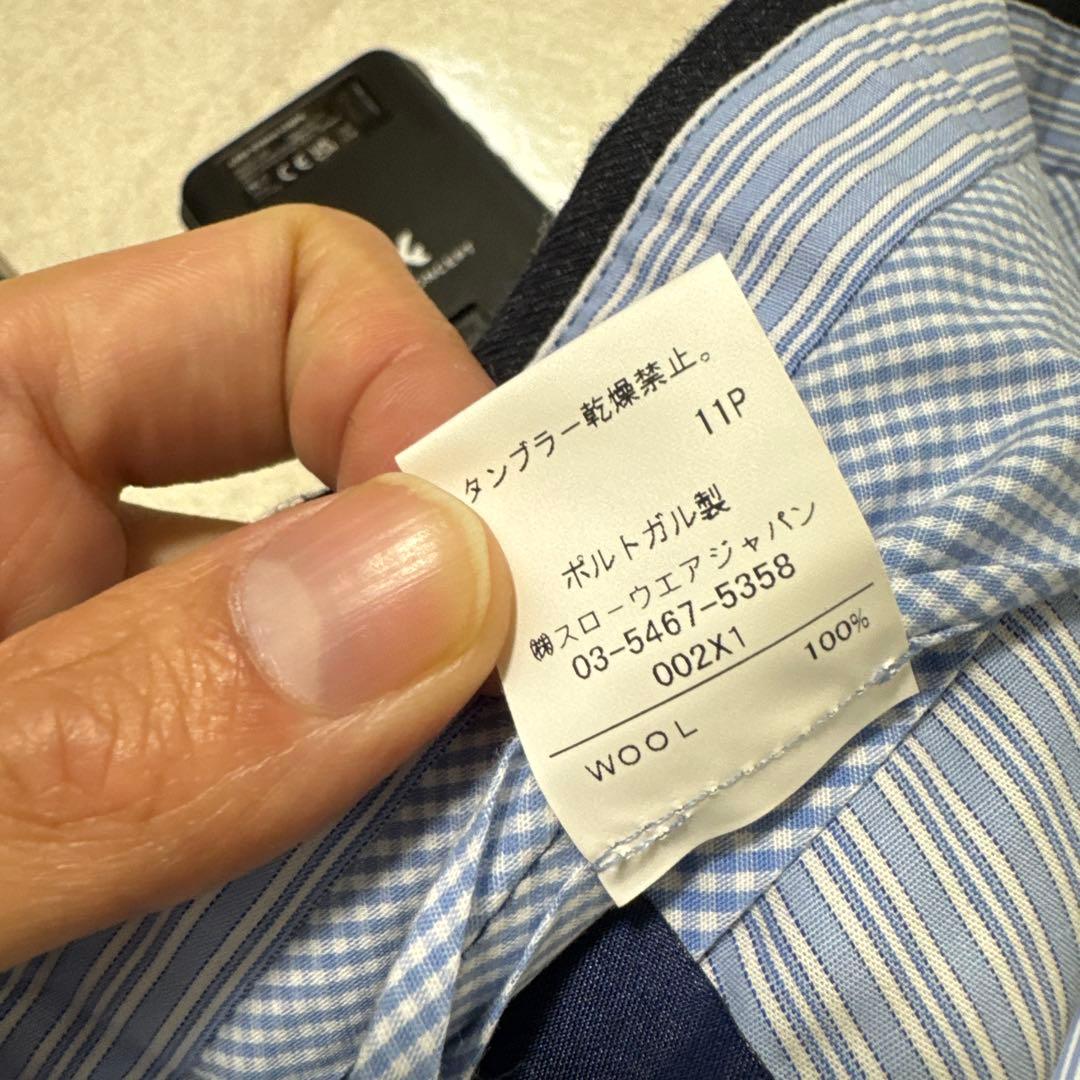 タンブラー乾燥禁止。
11P
ポルトガル製
㈱スローウエアジャパン
03-5467-5358
002X1
WOOL 100%